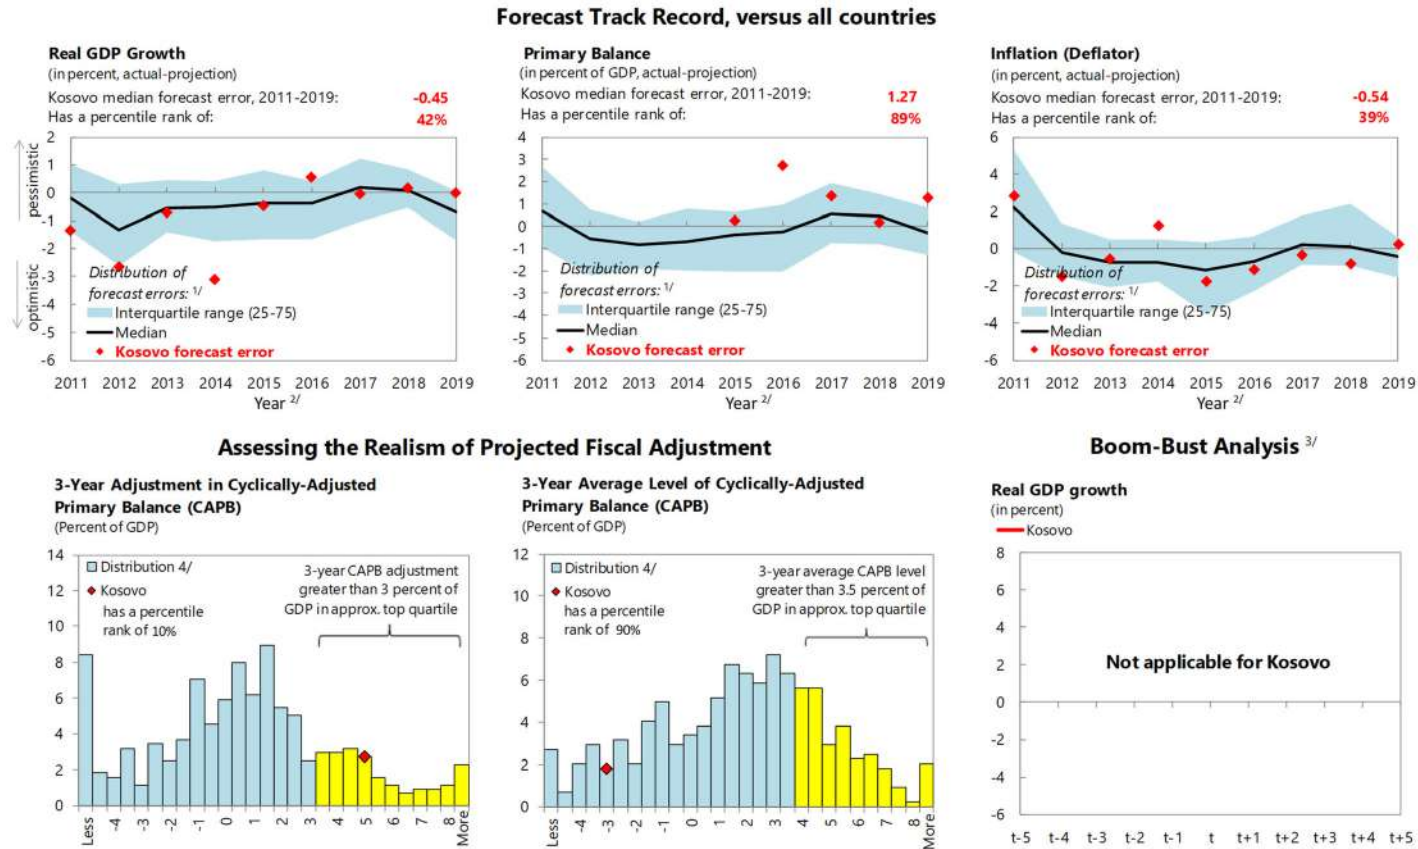 Forecast Track Record, versus all countries
Real GDP Growth
(in percent, actual-projection)
Kosovo median forecast error, 2011-2019: -0.45
Has a percentile rank of: 42%
pessimistic
optimistic
2
1
0
-1
-2
-3
-4
-5
-6
Distribution of
forecast errors: 1/
Interquartile range (25-75)
Median
Kosovo forecast error
2011 2012 2013 2014 2015 2016 2017 2018 2019
Year 2/
Primary Balance
(in percent of GDP, actual-projection)
Kosovo median forecast error, 2011-2019: 1.27
Has a percentile rank of: 89%
4
3
2
1
0
-1
-2
-3
-4
-5
-6
Distribution of
forecast errors: 1/
Interquartile range (25-75)
Median
Kosovo forecast error
2011 2012 2013 2014 2015 2016 2017 2018 2019
Year 2/
Inflation (Deflator)
(in percent, actual-projection)
Kosovo median forecast error, 2011-2019: -0.54
Has a percentile rank of: 39%
6
4
2
0
-2
-4
-6
Distribution of
forecast errors: 1/
Interquartile range (25-75)
Median
Kosovo forecast error
2011 2012 2013 2014 2015 2016 2017 2018 2019
Year 2/
Assessing the Realism of Projected Fiscal Adjustment
3-Year Adjustment in Cyclically-Adjusted
Primary Balance (CAPB)
(Percent of GDP)
14
12
10
8
6
4
2
0
Distribution 4/
Kosovo
has a percentile
rank of 10%
3-year CAPB adjustment
greater than 3 percent of
GDP in approx. top quartile
Less -4 -3 -2 -1 0 1 2 3 4 5 6 7 8 More
3-Year Average Level of Cyclically-Adjusted
Primary Balance (CAPB)
(Percent of GDP)
12
10
8
6
4
2
0
Distribution 4/
Kosovo
has a percentile
rank of 90%
3-year average CAPB level
greater than 3.5 percent of
GDP in approx. top quartile
Less -4 -3 -2 -1 0 1 2 3 4 5 6 7 8 More
Boom-Bust Analysis 3/
Real GDP growth
(in percent)
Kosovo
8
6
4
2
0
-2
-4
-6
Not applicable for Kosovo
t-5 t-4 t-3 t-2 t-1 t t+1 t+2 t+3 t+4 t+5